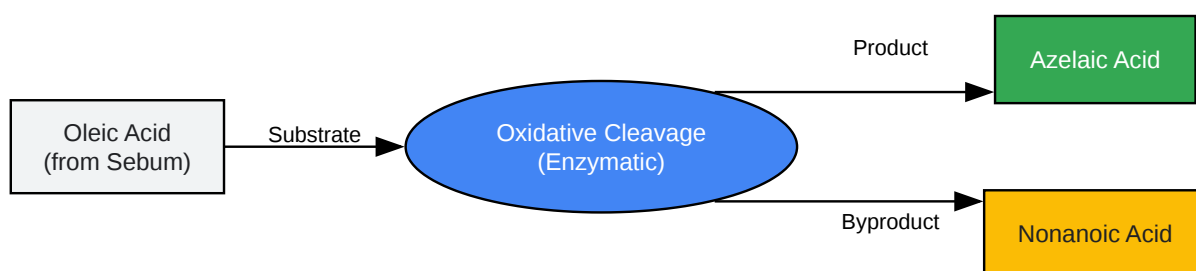 Oleic Acid
(from Sebum)
Substrate
Oxidative Cleavage
(Enzymatic)
Product
Azelaic Acid
Byproduct
Nonanoic Acid